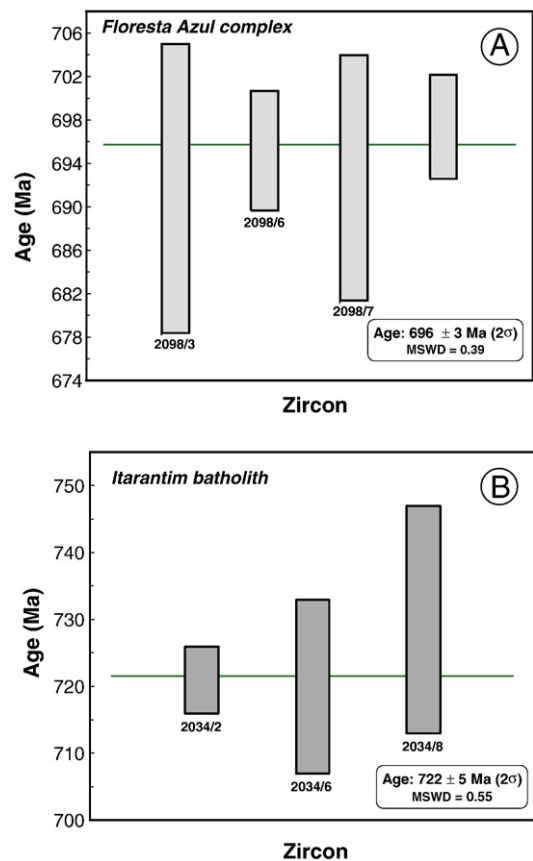 Floresta Azul complex
A
706
702
698
694
690
686
682
678
674
Age (Ma)
2098/6
2098/7
2098/3
Age: 696 ± 3 Ma (2σ)
MSWD = 0.39
Zircon
Itarantim batholith
B
750
740
730
720
710
700
Age (Ma)
2034/2
2034/8
2034/6
Age: 722 ± 5 Ma (2σ)
MSWD = 0.55
Zircon